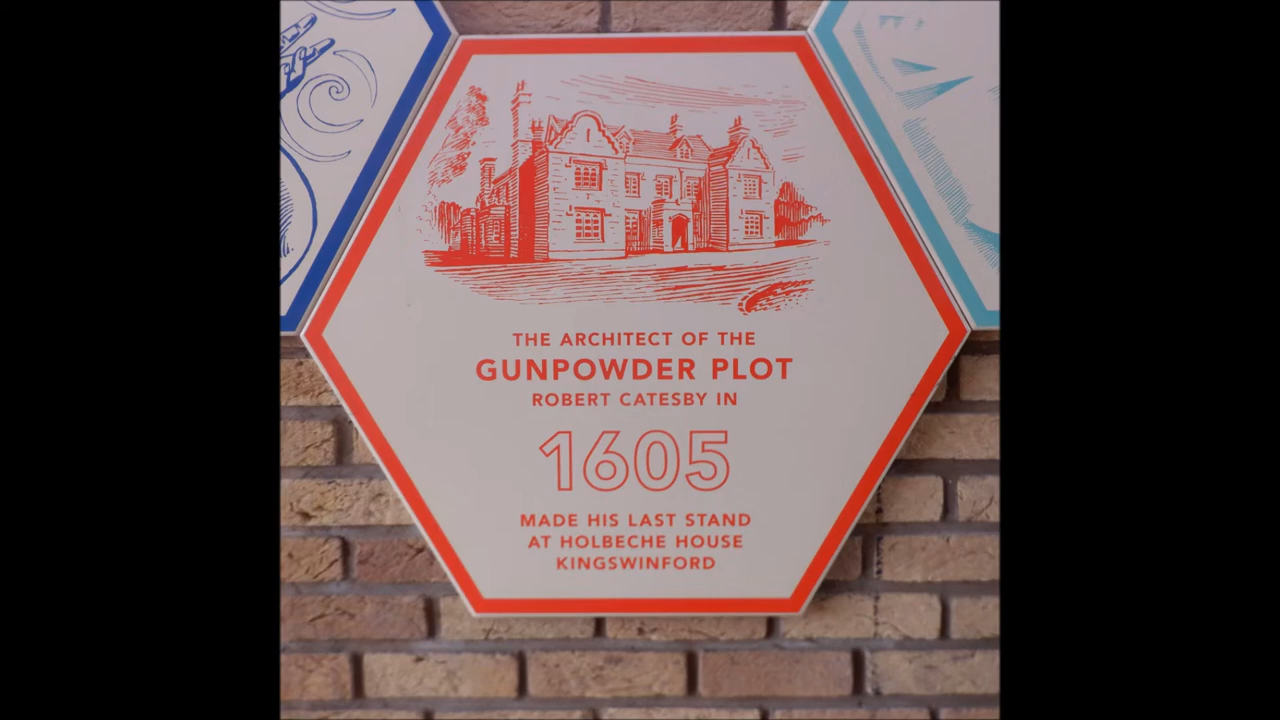 THE ARCHITECT OF THE
GUNPOWDER PLOT
ROBERT CATESBY IN
1605
MADE HIS LAST STAND
AT HOLBECHE HOUSE
KINGSWINFORD